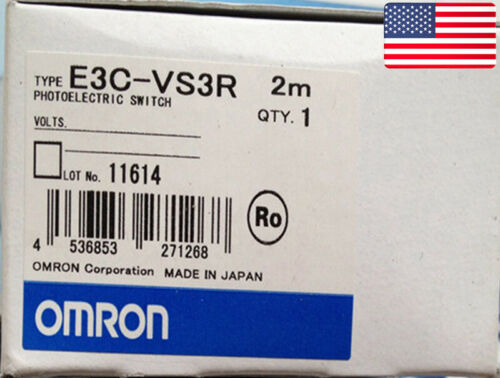 TYPE E3C-VS3R 2m
PHOTOELECTRIC SWITCH
QTY. 1
VOLTS.
LOT No. 11614
Ro
4 536853 271268
OMRON Corporation MADE IN JAPAN
OMRON